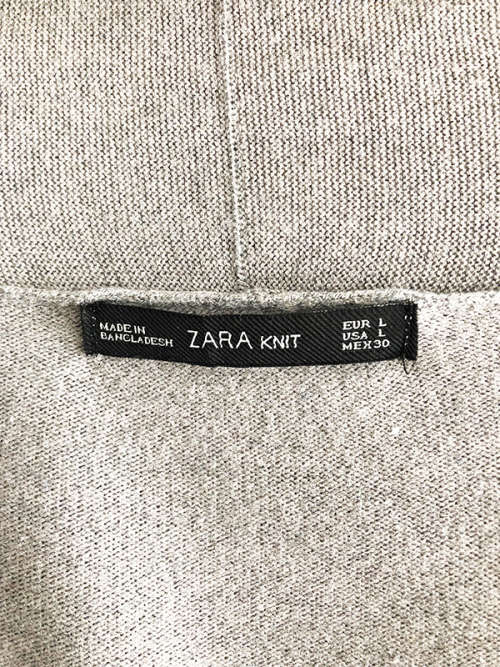 MADE IN
BANGLADESH
ZARA KNIT
EUR L
USA L
MEX 30